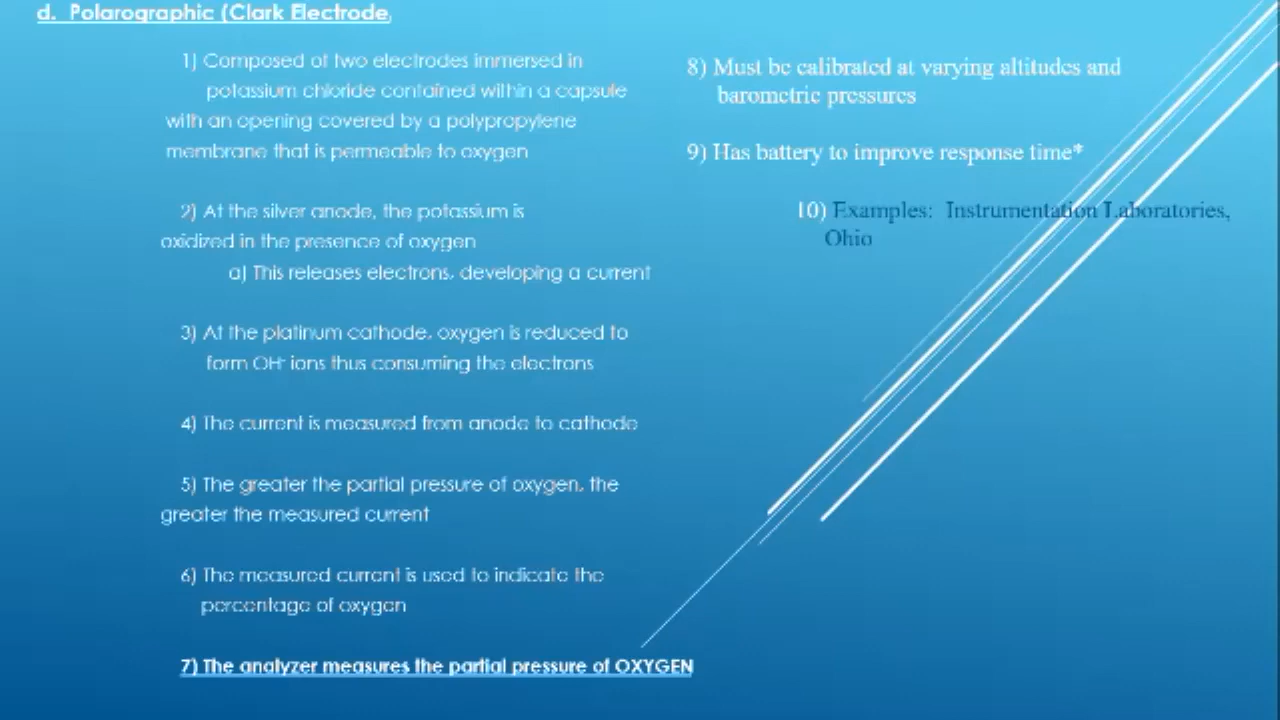 d. Polarographic (Clark Electrode)
1) Composed of two electrodes immersed in
potassium chloride contained within a capsule
with an opening covered by a polypropylene
membrane that is permeable to oxygen
2) At the silver anode, the potassium is
oxidized in the presence of oxygen
a) This releases electrons, developing a current
3) At the platinum cathode, oxygen is reduced to
form OH- ions thus consuming the electrons
4) The current is measured from anode to cathode
5) The greater the partial pressure of oxygen, the
greater the measured current
6) The measured current is used to indicate the
percentage of oxygen
7) The analyzer measures the partial pressure of OXYGEN
8) Must be calibrated at varying altitudes and
barometric pressures
9) Has battery to improve response time*
10) Examples: Instrumentation Laboratories,
Ohio